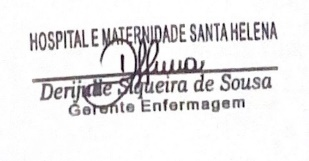 HOSPITAL E MATERNIDADE SANTA HELENA
Siqueira de Sousa
Gerente Enfermagem